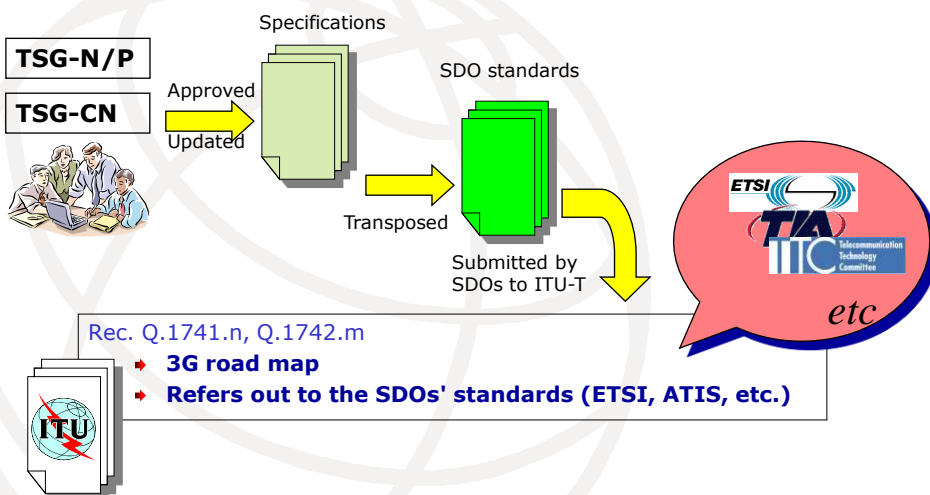 Specifications
TSG-N/P
SDO standards
Approved
TSG-CN
Updated
Transposed
Submitted by
SDOs to ITU-T
ETSI
TIA
TTC Telecommunication
Technology
Committee
etc
Rec. Q.1741.n, Q.1742.m
3G road map
Refers out to the SDOs' standards (ETSI, ATIS, etc.)
ITU